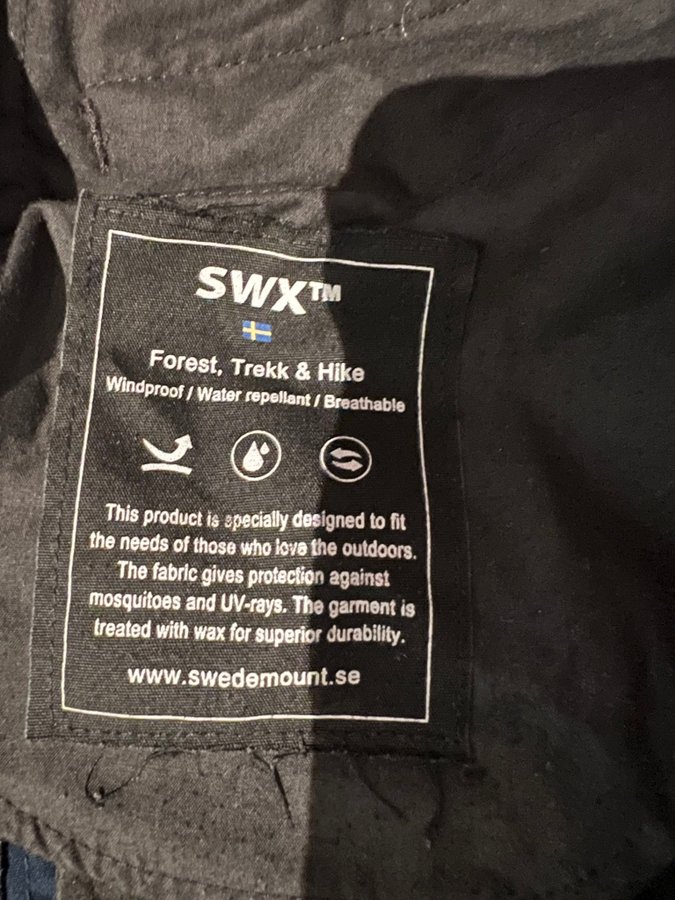 SWX™
Forest, Trekk & Hike
Windproof / Water repellant / Breathable
This product is specially designed to fit
the needs of those who love the outdoors.
The fabric gives protection against
mosquitoes and UV-rays. The garment is
treated with wax for superior durability.
www.swedemount.se